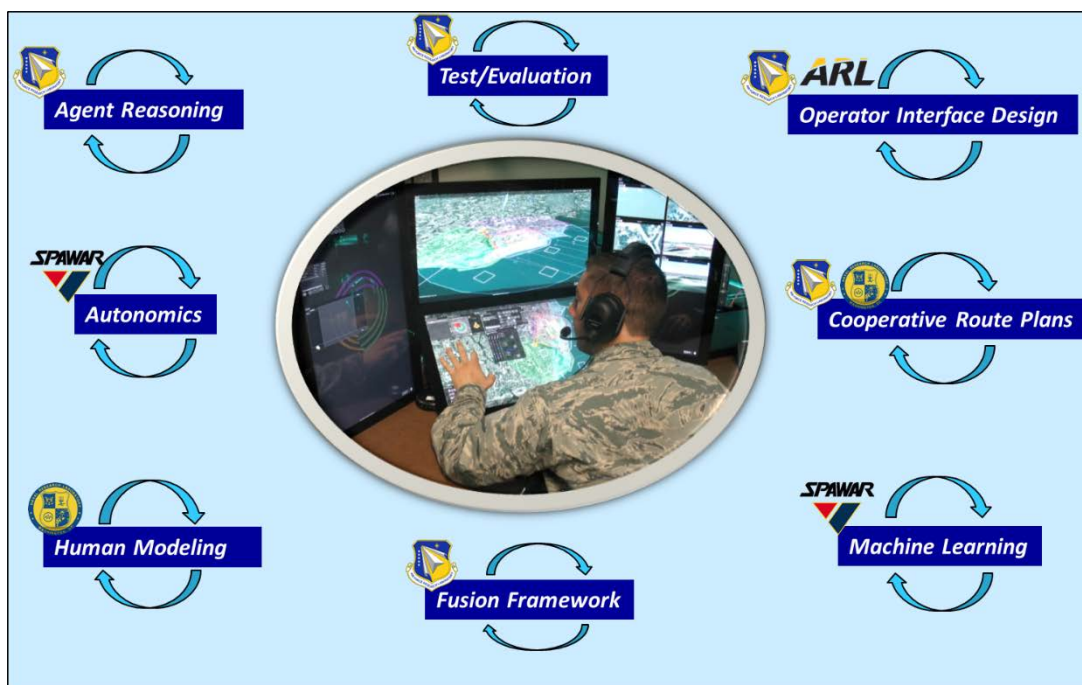 Agent Reasoning
Test/Evaluation
ARL
Operator Interface Design
SPAWAR
Autonomics
Cooperative Route Plans
Human Modeling
Fusion Framework
SPAWAR
Machine Learning